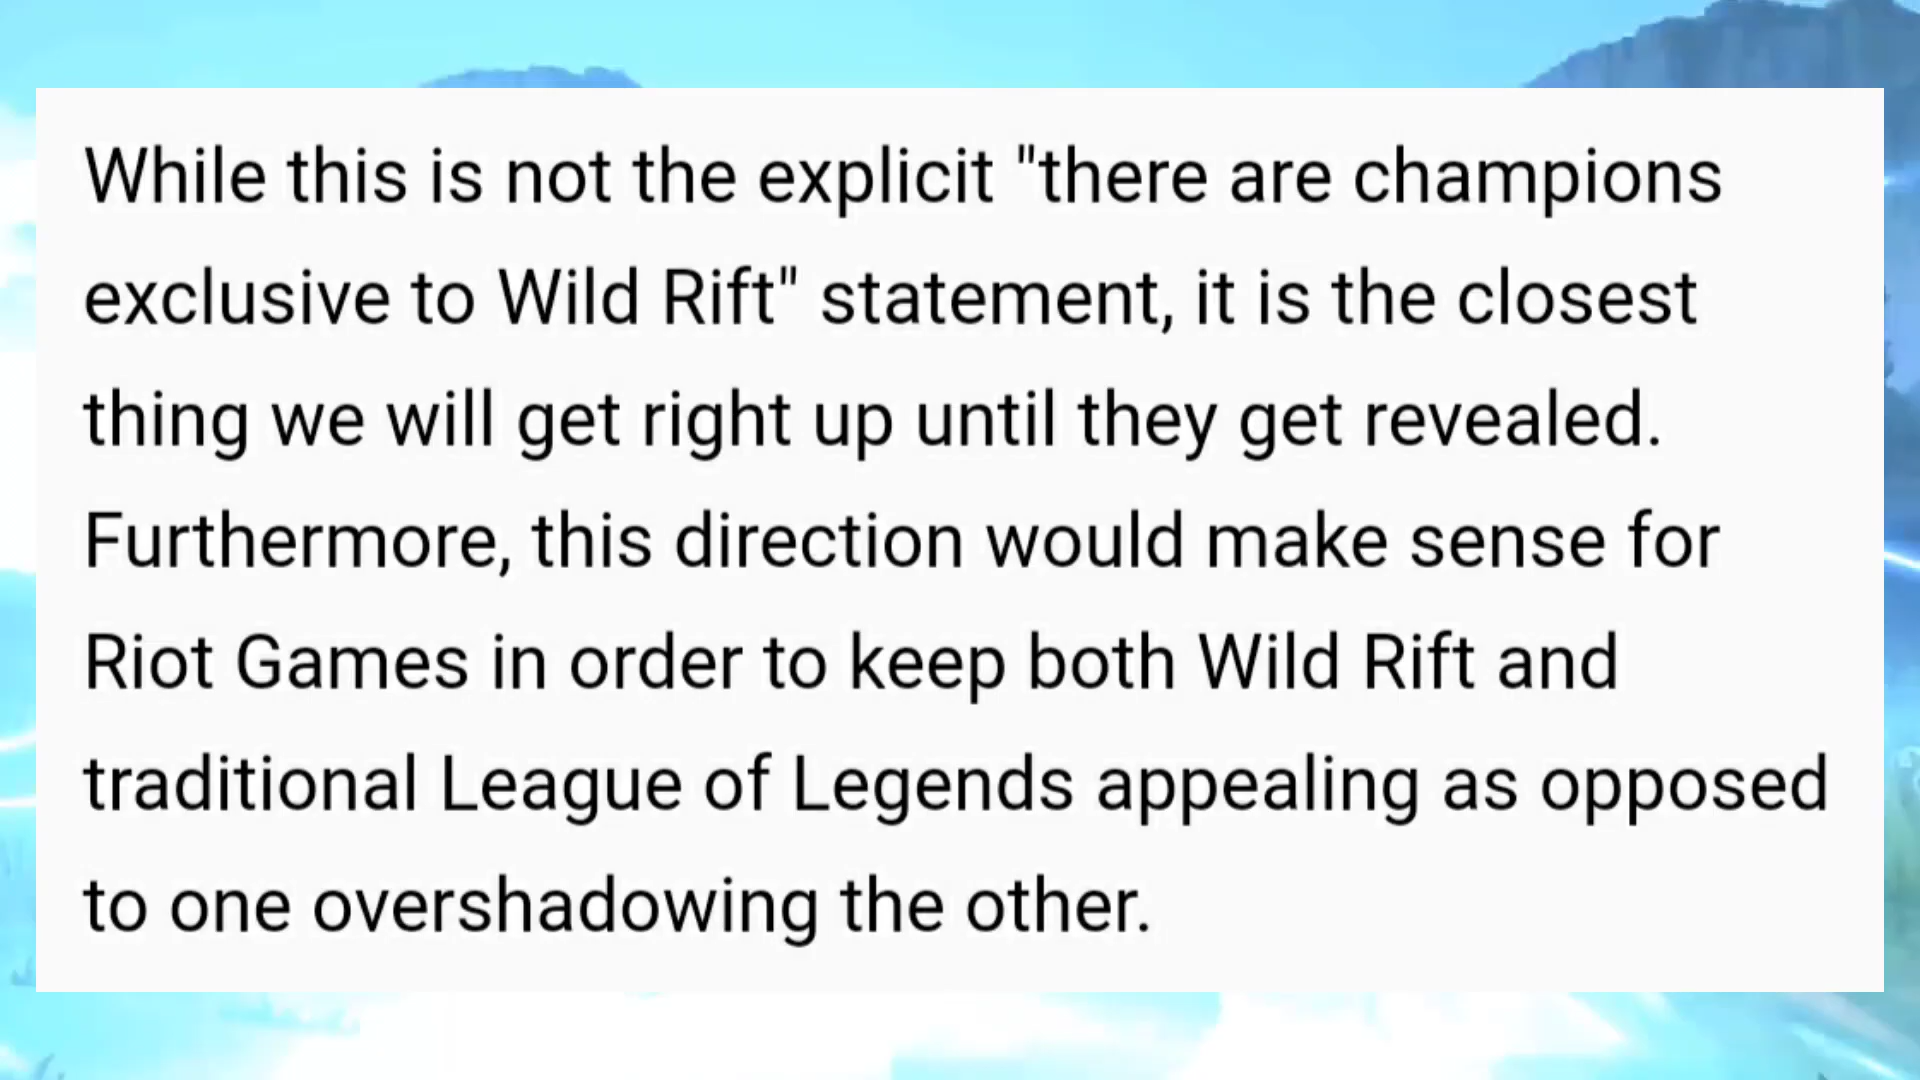 While this is not the explicit "there are champions
exclusive to Wild Rift" statement, it is the closest
thing we will get right up until they get revealed.
Furthermore, this direction would make sense for
Riot Games in order to keep both Wild Rift and
traditional League of Legends appealing as opposed
to one overshadowing the other.